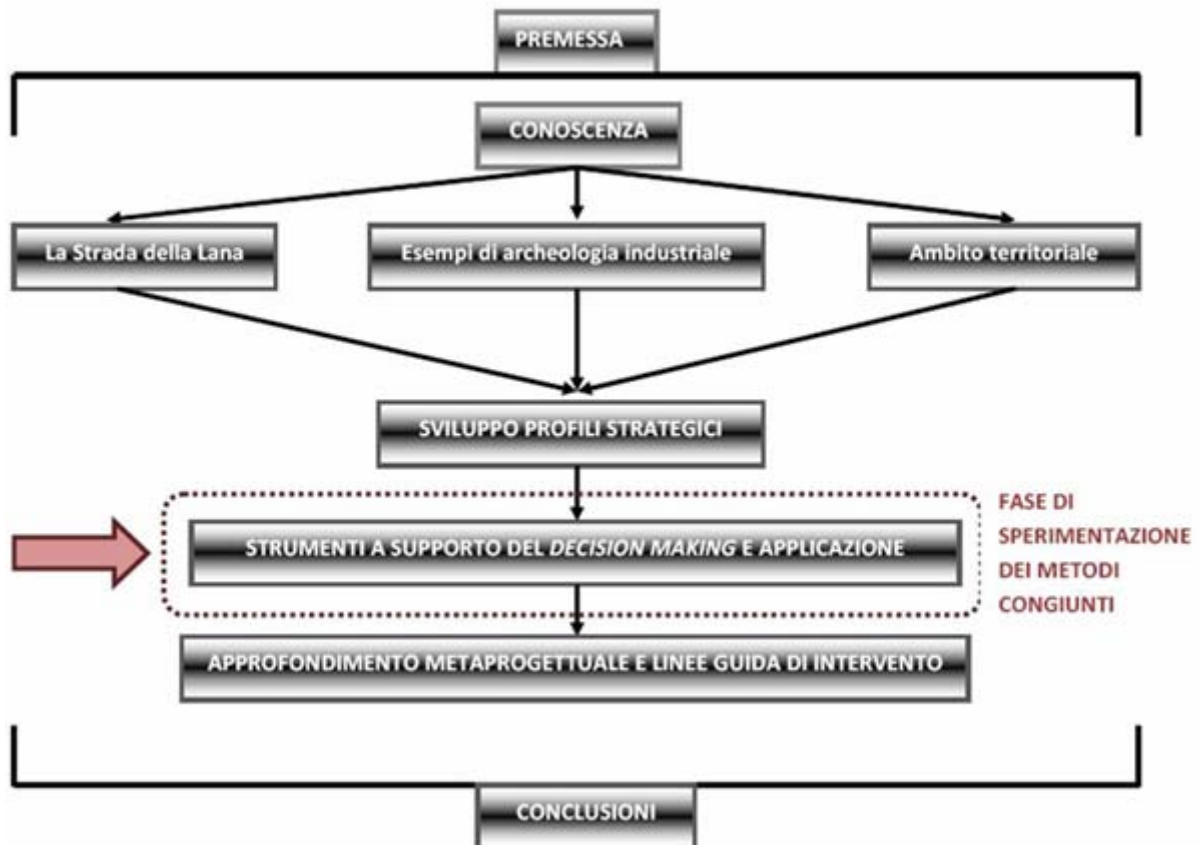 PREMESSA
CONOSCENZA
La Strada della Lana
Esempi di archeologia industriale
Ambito territoriale
SVILUPPO PROFILI STRATEGICI
STRUMENTI A SUPPORTO DEL DECISION MAKING E APPLICAZIONE
FASE DI
SPERIMENTAZIONE
DEI METODI
CONGIUNTI
APPROFONDIMENTO METAPROGETTUALE E LINEE GUIDA DI INTERVENTO
CONCLUSIONI